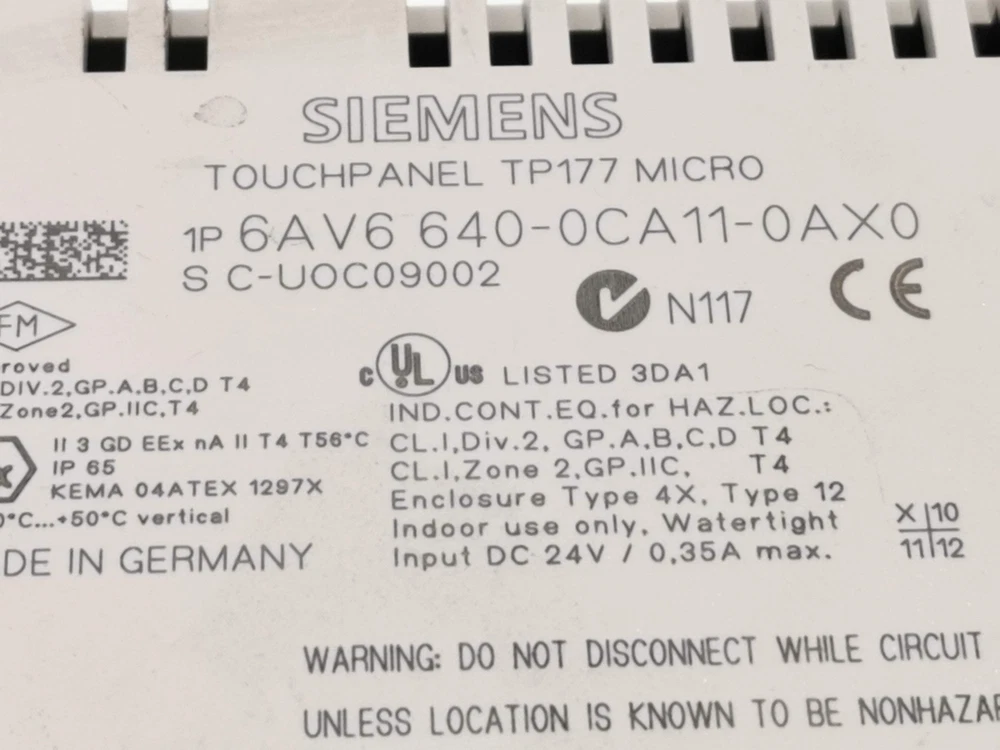 SIEMENS
TOUCHPANEL TP177 MICRO
1P 6AV6 640-0CA11-0AX0
S C-UOC09002
N117
CE
FM
roved
DIV.2,GP.A,B,C,D T4
Zone2,GP.IIC,T4
II 3 GD EEx nA II T4 T56°C
IP 65
KEMA 04ATEX 1297X
0°C...+50°C vertical
DE IN GERMANY
c UL us LISTED 3DA1
IND.CONT.EQ.for HAZ.LOC.:
CL.I,Div.2, GP.A,B,C,D T4
CL.I,Zone 2,GP.IIC, T4
Enclosure Type 4X, Type 12
Indoor use only, Watertight
Input DC 24V / 0,35A max.
X 10
11 12
WARNING: DO NOT DISCONNECT WHILE CIRCUIT
UNLESS LOCATION IS KNOWN TO BE NONHAZAR